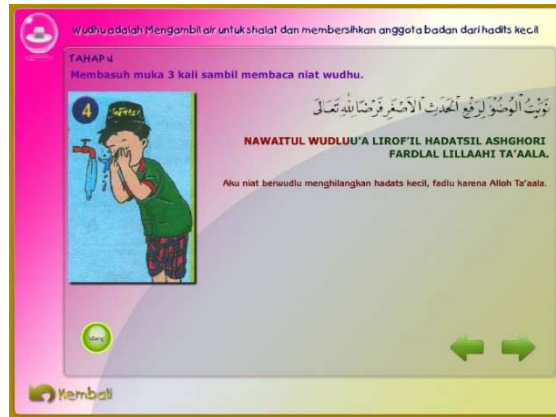 Wudhu adalah Mengambil air untuk shalat dan membersihkan anggota badan dari hadits kecil
TAHAP 4
Membasuh muka 3 kali sambil membaca niat wudhu.
4
نَوَيْتُ الْوُضُوْءَ لِرَفْعِ الْحَدَثِ الْاَصْغَرِ فَرْضًا لِلّٰهِ تَعَالَى
NAWAITUL WUDLUU'A LIROF'IL HADATSIL ASHGHORI
FARDLAL LILLAAHI TA'AALA.
Aku niat berwudlu menghilangkan hadats kecil, fadlu karena Alloh Ta'aala.
Ulang
Kembali